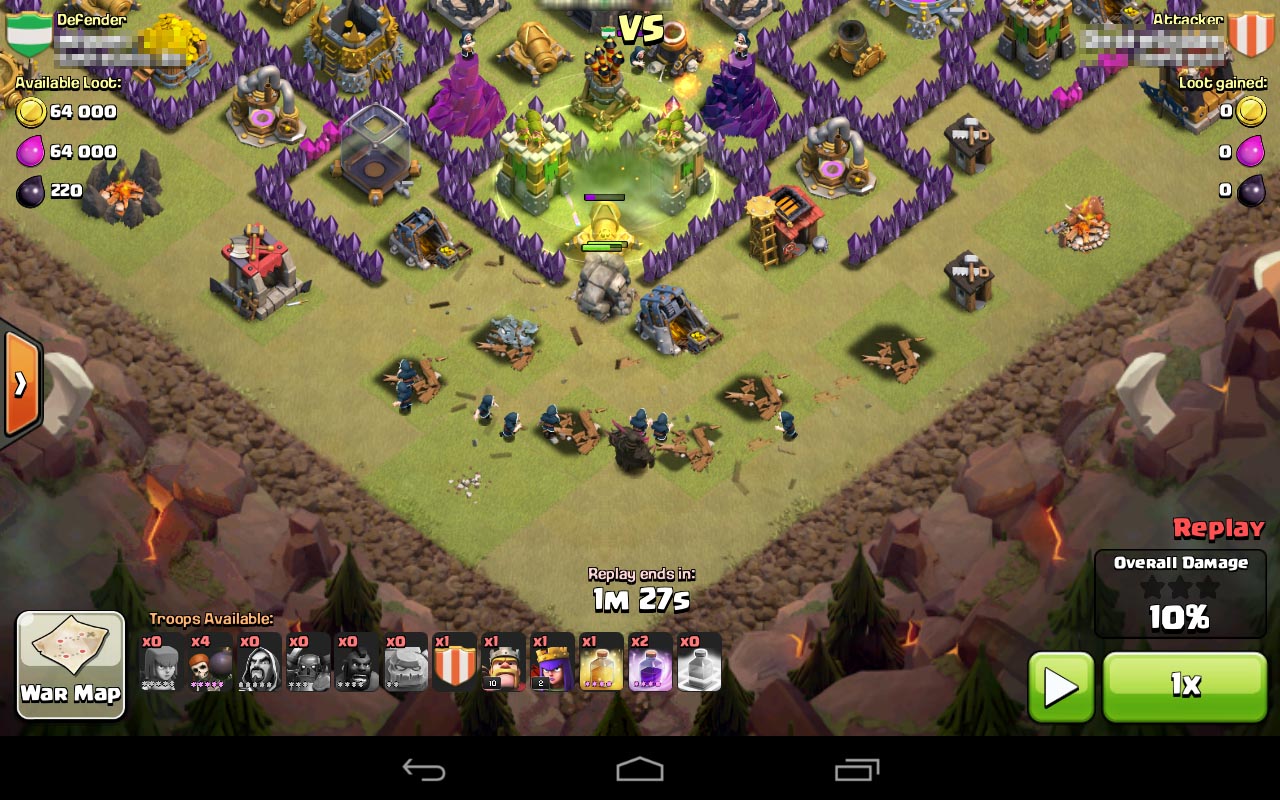 Defender
VS
Attacker
Available Loot:
64 000
64 000
220
Loot gained:
0
0
0
Replay
Overall Damage
10%
Replay ends in:
1m 27s
Troops Available:
x0
x4
x0
x0
x0
x0
x1
x1
x1
x1
x2
x0
10
2
War Map
1x